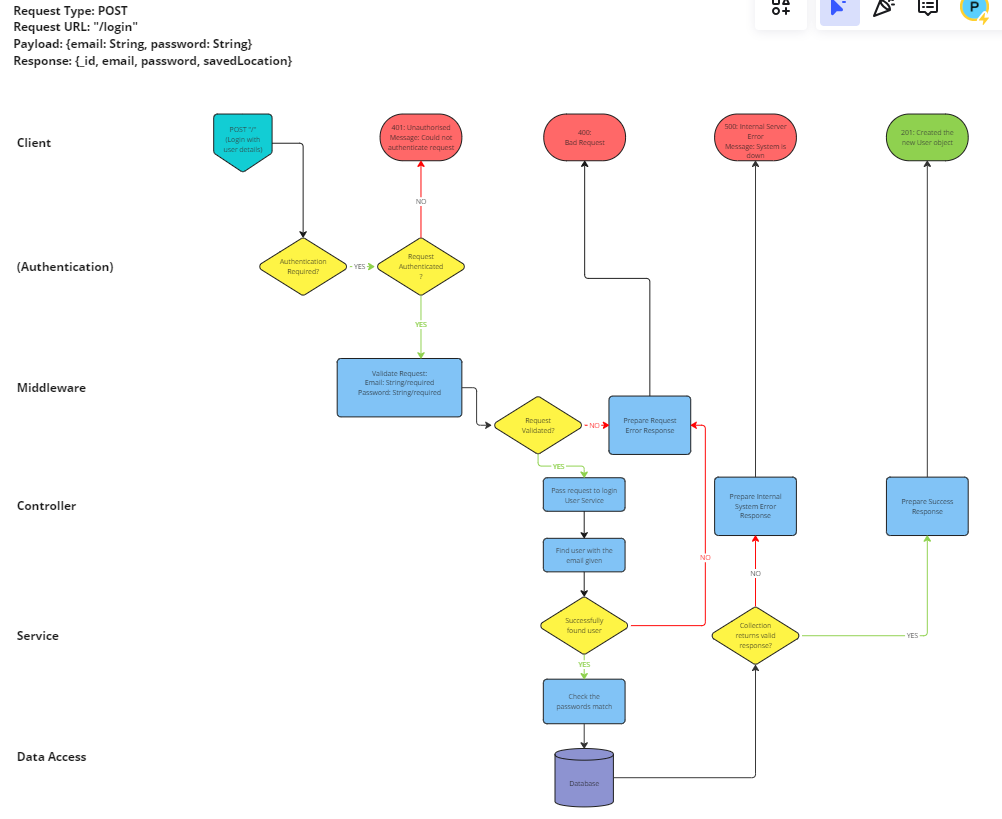 Request Type: POST
Request URL: "/login"
Payload: {email: String, password: String}
Response: {_id, email, password, savedLocation}
P
Client
POST "/"
(Login with
user details)
401: Unauthorised
Message: Could not
authenticate request
400:
Bad Request
500: Internal Server
Error
Message: System is
down
201: Created the
new User object
NO
(Authentication)
Authentication
Required?
YES
Request
Authenticated
?
YES
Middleware
Validate Request:
Email: String/required
Password: String/required
Request
Validated?
NO
Prepare Request
Error Response
YES
Controller
Pass request to login
User Service
Prepare Internal
System Error
Response
Prepare Success
Response
Find user with the
email given
NO
NO
Service
Successfully
found user
Collection
returns valid
response?
YES
YES
Check the
passwords match
Data Access
Database